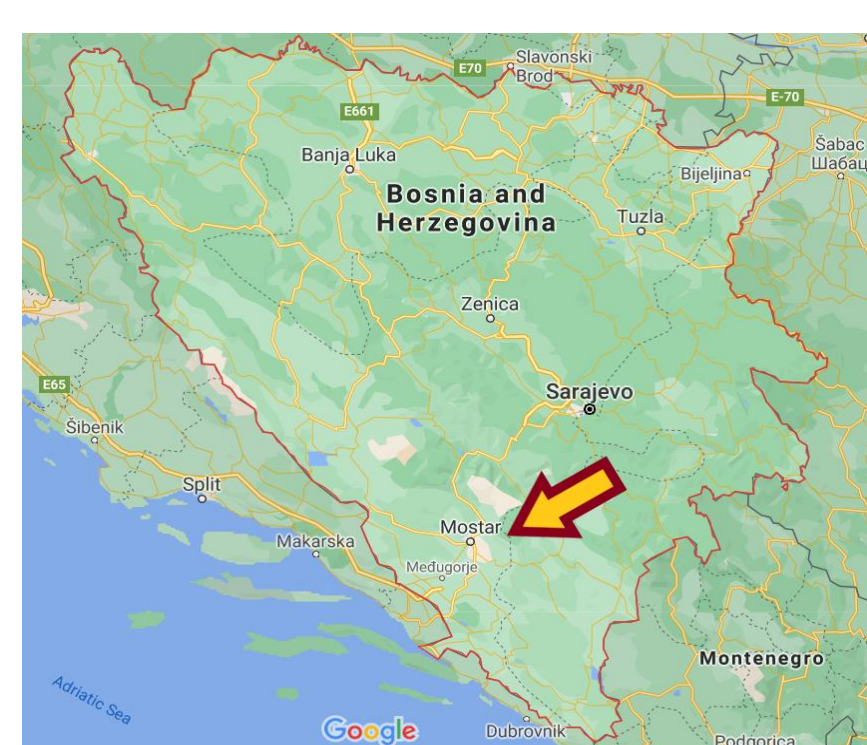 Slavonski
Brod
E70
E-70
E661
Šabac
Шабац
Banja Luka
Bijeljina
Bosnia and
Herzegovina
Tuzla
Zenica
E65
Sarajevo
Šibenik
Split
Mostar
Makarska
Međugorje
Montenegro
Adriatic Sea
Google
Dubrovnik
Podgorica